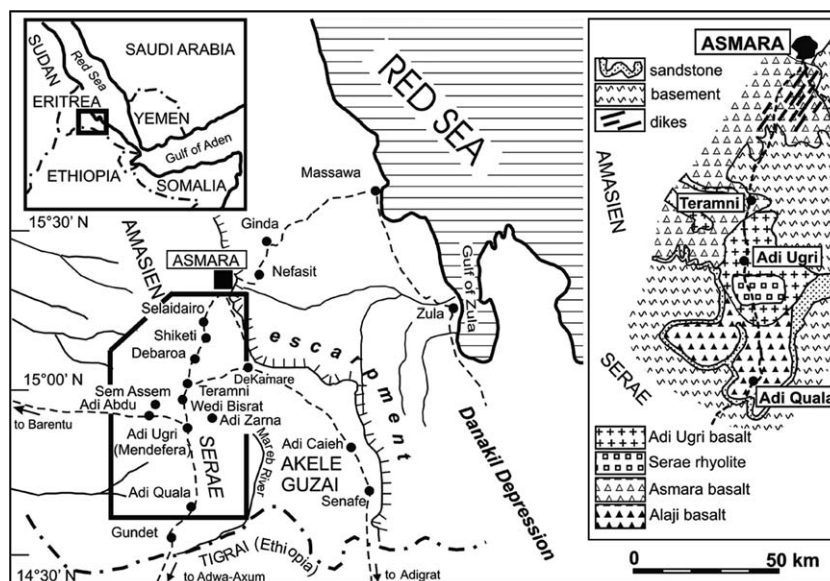 SAUDI ARABIA
SUDAN
Red Sea
ERITREA
YEMEN
Gulf of Aden
ETHIOPIA
SOMALIA
RED SEA
Massawa
15°30' N
Ginda
AMASIEN
ASMARA
Nefasit
Gulf of Zula
Zula
Selaidairo
Shiketi
Debaroa
escarpment
15°00' N
DeKamare
Sem Assem
Teramni
Adi Abdu
Wedi Bisrat
Adi Zarna
to Barentu
Adi Ugri
(Mendefera)
SERAE
Mareb River
Adi Caieh
AKELE
GUZAI
Danakil Depression
Adi Quala
Senafe
Gundet
TIGRAI (Ethiopia)
14°30' N
to Adwa-Axum
to Adigrat
ASMARA
sandstone
basement
dikes
AMASIEN
Teramni
Adi Ugri
SERAE
Adi Quala
Adi Ugri basalt
Serae rhyolite
Asmara basalt
Alaji basalt
0 50 km